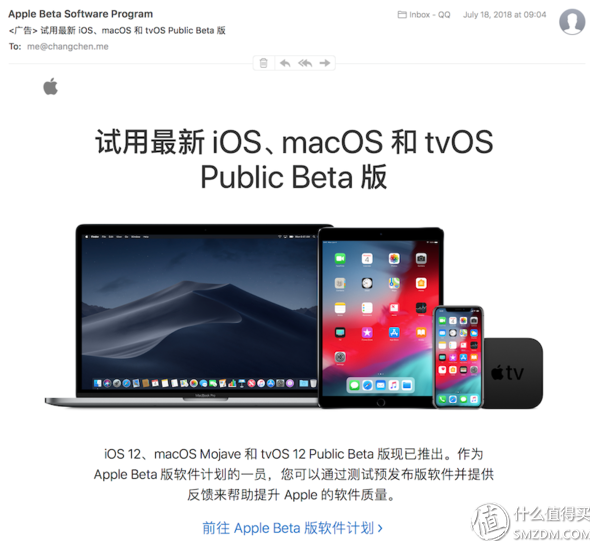 Apple Beta Software Program
Inbox - QQ
July 18, 2018 at 09:04
<广告> 试用最新 iOS、macOS 和 tvOS Public Beta 版
To: me@changchen.me
试用最新 iOS、macOS 和 tvOS
Public Beta 版
MacBook Pro
tv
iOS 12、macOS Mojave 和 tvOS 12 Public Beta 版现已推出。作为
Apple Beta 版软件计划的一员，您可以通过测试预发布版软件并提供
反馈来帮助提升 Apple 的软件质量。
前往 Apple Beta 版软件计划 >
值 什么值得买
SMZDM.COM